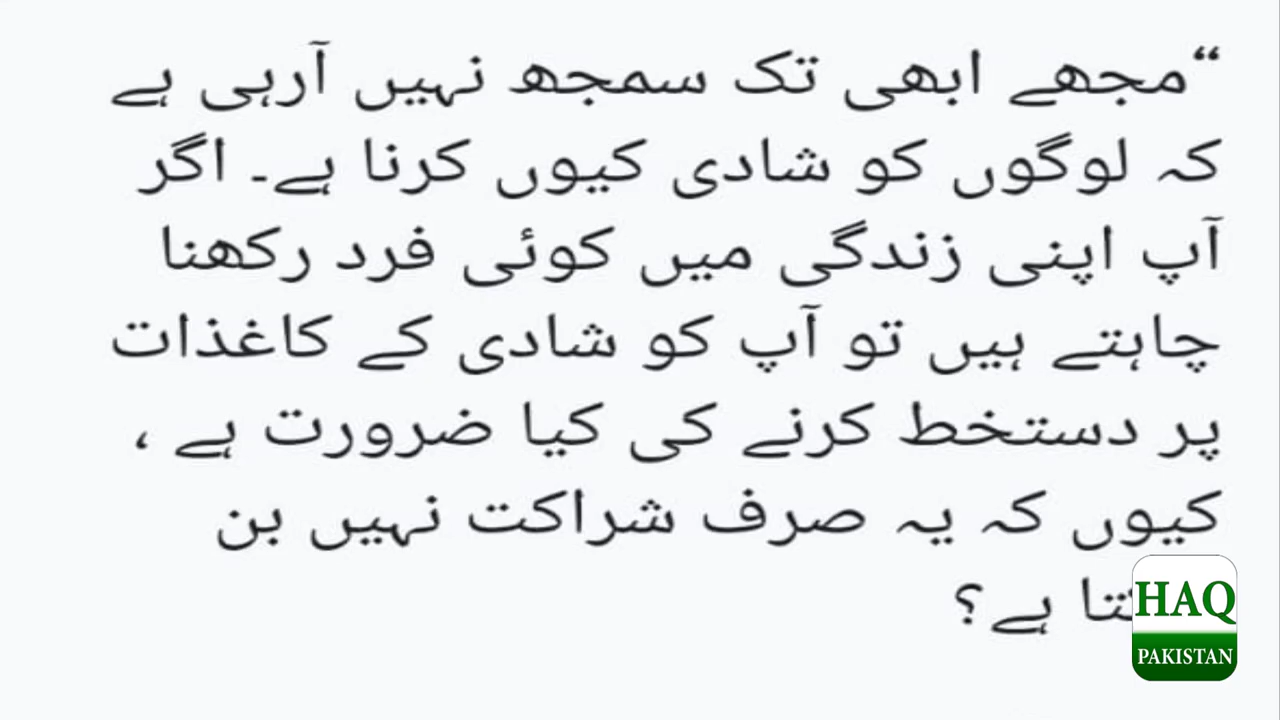 “مجھے ابھی تک سمجھ نہیں آرہی ہے
کہ لوگوں کو شادی کیوں کرنا ہے۔ اگر
آپ اپنی زندگی میں کوئی فرد رکھنا
چاہتے ہیں تو آپ کو شادی کے کاغذات
پر دستخط کرنے کی کیا ضرورت ہے ،
کیوں کہ یہ صرف شراکت نہیں بن
ہے؟
HAQ
PAKISTAN